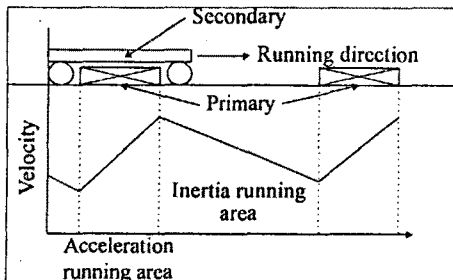 Secondary
Running direction
Primary
Velocity
Inertia running
area
Acceleration
running area